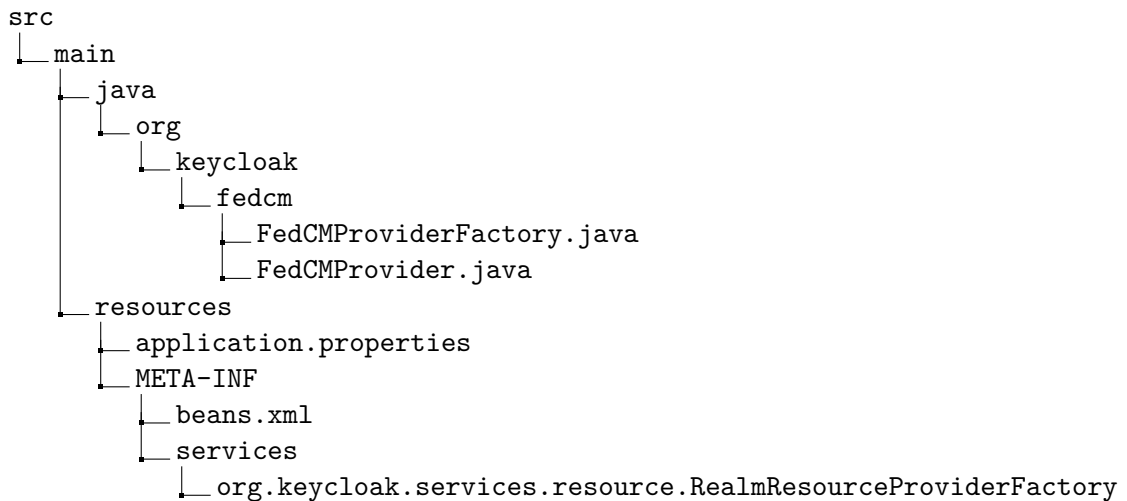 src
main
java
org
keycloak
fedcm
FedCMProviderFactory.java
FedCMProvider.java
resources
application.properties
META-INF
beans.xml
services
org.keycloak.services.resource.RealmResourceProviderFactory